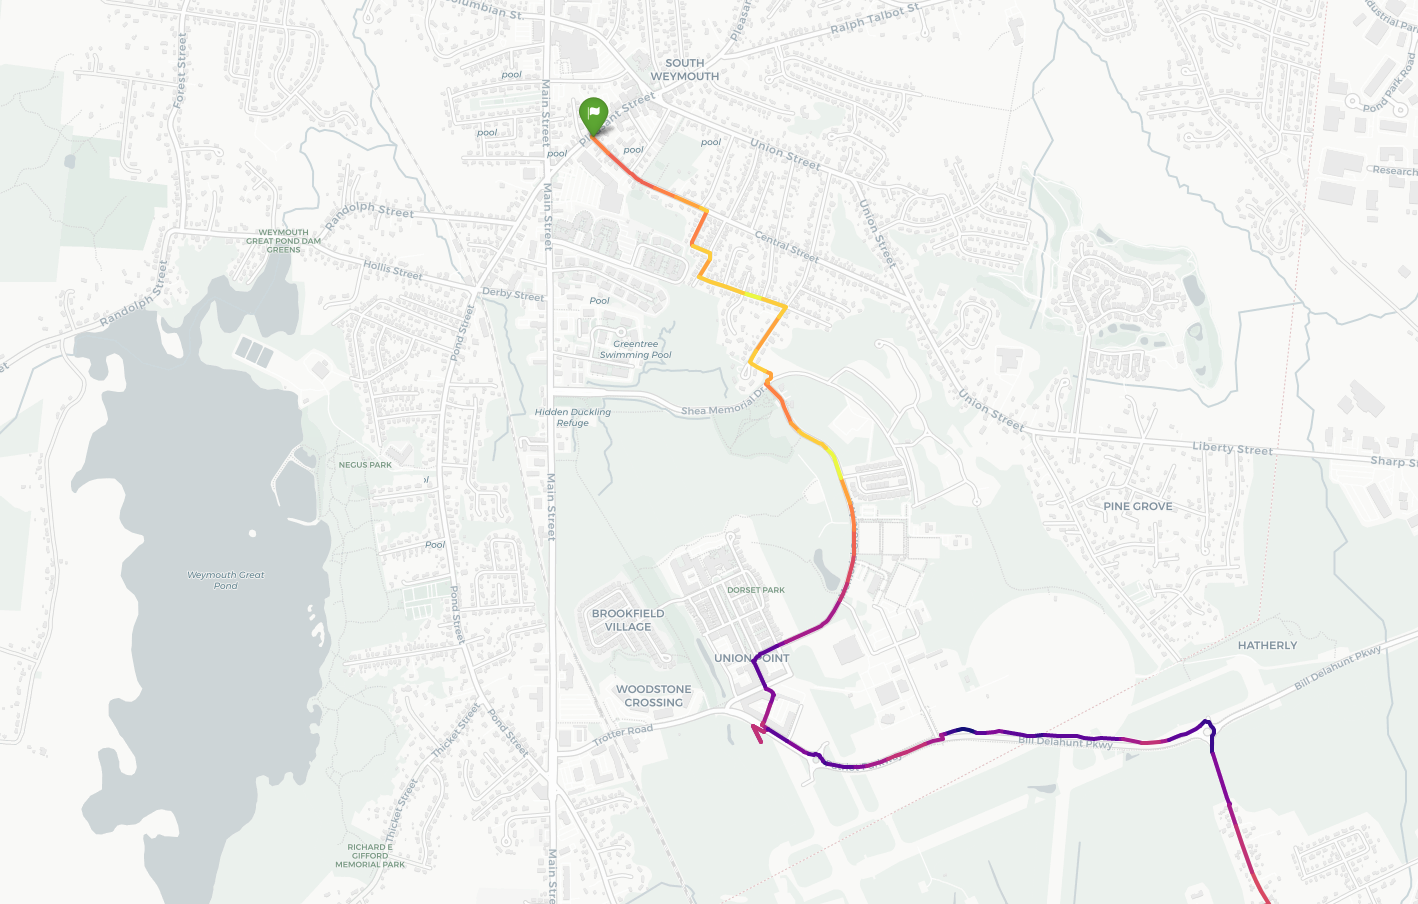 Columbian St.
Ralph Talbot St.
SOUTH
WEYMOUTH
pool
Forest Street
Main Street
Pleasant Street
Pond Park Road
pool
pool
pool
pool
Union Street
Research
Main Street
Randolph Street
Union Street
WEYMOUTH
GREAT POND DAM
GREENS
Central Street
Hollis Street
Derby Street
Randolph Street
Pool
Pond Street
Greentree
Swimming Pool
Shea Memorial Dr
Hidden Duckling
Refuge
Union Street
Liberty Street
Sharp S
NEGUS PARK
Main Street
PINE GROVE
Pool
Weymouth Great
Pond
DORSET PARK
Pond Street
BROOKFIELD
VILLAGE
HATHERLY
UNION POINT
Bill Delahunt Pkwy
WOODSTONE
CROSSING
Thicket Street
Pond Street
Trotter Road
Bill Delahunt Pkwy
Thicket Street
RICHARD E
GIFFORD
MEMORIAL PARK
Main Stre